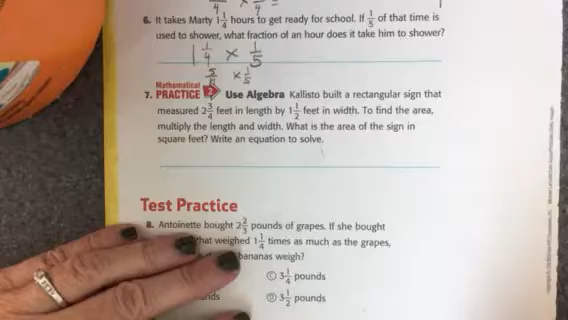 6. It takes Marty 1 1/4 hours to get ready for school. If 1/5 of that time is
used to shower, what fraction of an hour does it take him to shower?
1 1/4 × 1/5
× 1/5
Mathematical
PRACTICE 2 Use Algebra Kallisto built a rectangular sign that
7. measured 2 3/4 feet in length by 1 1/2 feet in width. To find the area,
multiply the length and width. What is the area of the sign in
square feet? Write an equation to solve.
Test Practice
8. Antoinette bought 2 2/3 pounds of grapes. If she bought
that weighed 1 1/4 times as much as the grapes,
bananas weigh?
Ⓒ 3 1/4 pounds
Ⓓ 3 1/2 pounds